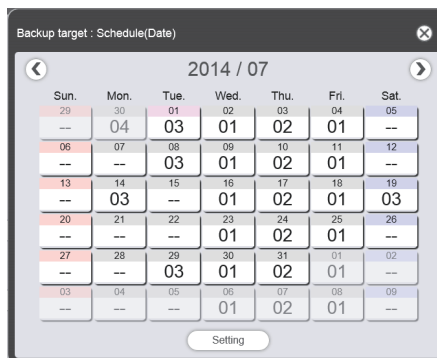 Backup target : Schedule(Date)
2014 / 07
Sun. Mon. Tue. Wed. Thu. Fri. Sat.
29 30 01 02 03 04 05
-- 04 03 01 02 01 --
06 07 08 09 10 11 12
-- -- 03 01 02 01 --
13 14 15 16 17 18 19
-- 03 -- 01 02 01 03
20 21 22 23 24 25 26
-- -- -- 01 02 01 --
27 28 29 30 31 01 02
-- -- 03 01 02 01 --
03 04 05 06 07 08 09
-- -- -- 01 02 01 --
Setting